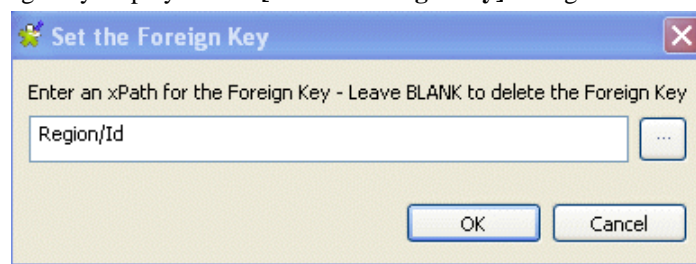 Set the Foreign Key
Enter an xPath for the Foreign Key - Leave BLANK to delete the Foreign Key
Region/Id
...
OK
Cancel